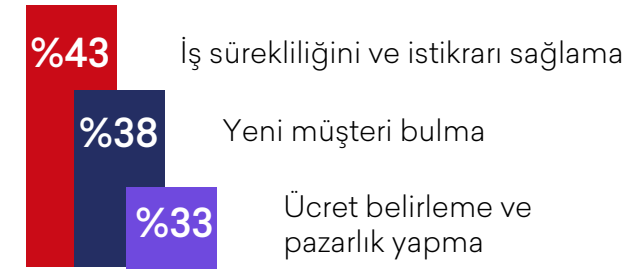 %43 İş sürekliliğini ve istikrarı sağlama
%38 Yeni müşteri bulma
%33 Ücret belirleme ve
pazarlık yapma